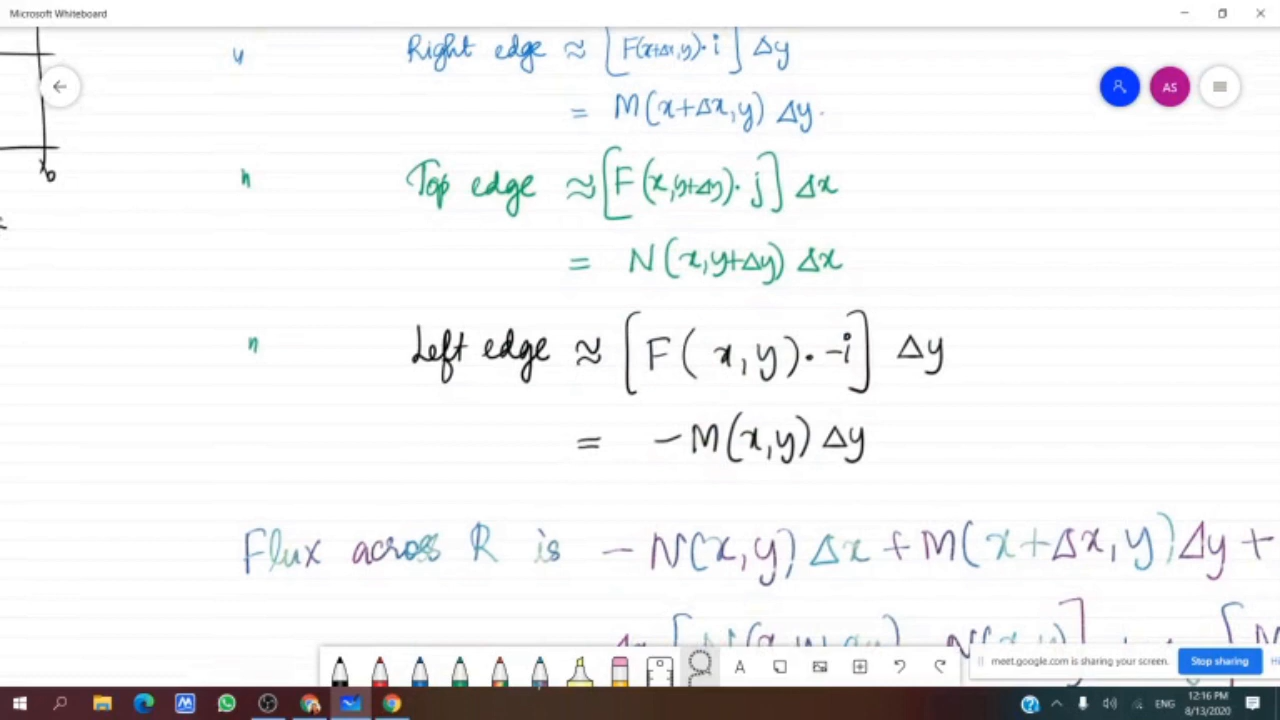 Microsoft Whiteboard
Right edge ≈ [F(x+Δx,y)·i] Δy
= M(x+Δx,y) Δy.
AS
Top edge ≈ [F(x,y+Δy)·j] Δx
= N(x,y+Δy) Δx
Left edge ≈ [F(x,y)·-i] Δy
= -M(x,y) Δy
Flux across R is - N(x,y) Δx + M(x+Δx,y) Δy +
meet.google.com is sharing your screen.
Stop sharing
Hi
12:16 PM
ENG
8/13/2020